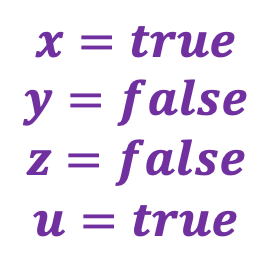 x = true
y = false
z = false
u = true